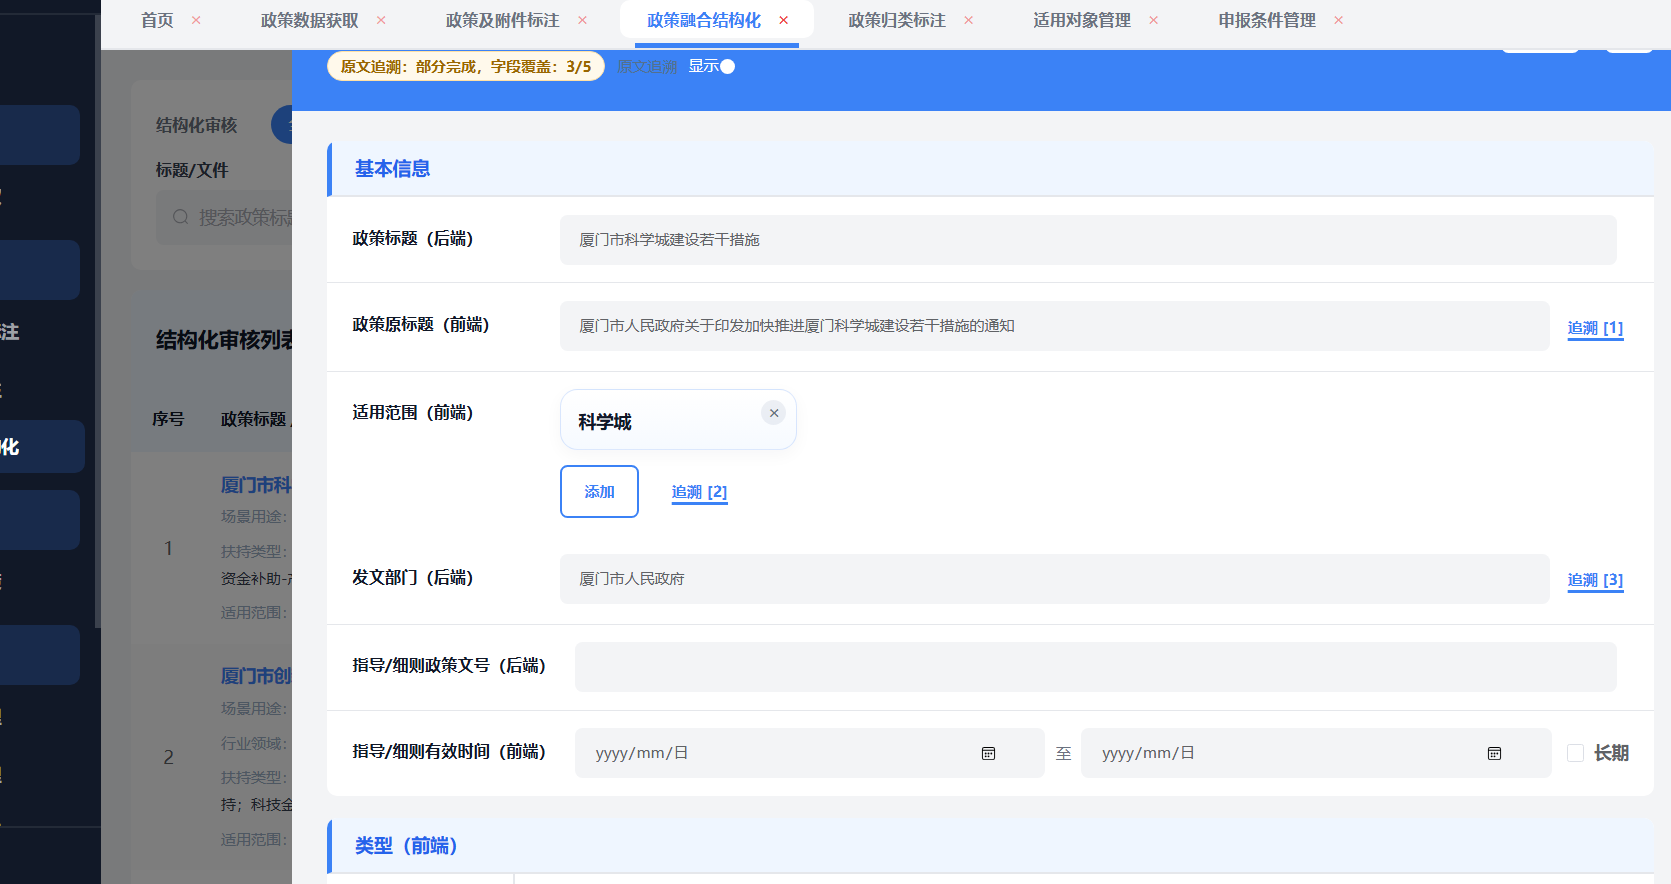 首页 × 政策数据获取 × 政策及附件标注 × 政策融合结构化 × 政策归类标注 × 适用对象管理 × 申报条件管理 ×
原文追溯：部分完成，字段覆盖：3/5 原文追溯 显示
结构化审核
标题/文件
搜索政策标题
结构化审核列表
序号 政策标题 /
1
厦门市科
场景用途：
扶持类型：
资金补助-
适用范围：
2
厦门市创
场景用途：
行业领域：
扶持类型：
持；科技金
适用范围：
注
化
基本信息
政策标题（后端） 厦门市科学城建设若干措施
政策原标题（前端） 厦门市人民政府关于印发加快推进厦门科学城建设若干措施的通知 追溯 [1]
适用范围（前端） 科学城 ×
添加 追溯 [2]
发文部门（后端） 厦门市人民政府 追溯 [3]
指导/细则政策文号（后端）
指导/细则有效时间（前端） yyyy/mm/日 至 yyyy/mm/日 长期
类型（前端）